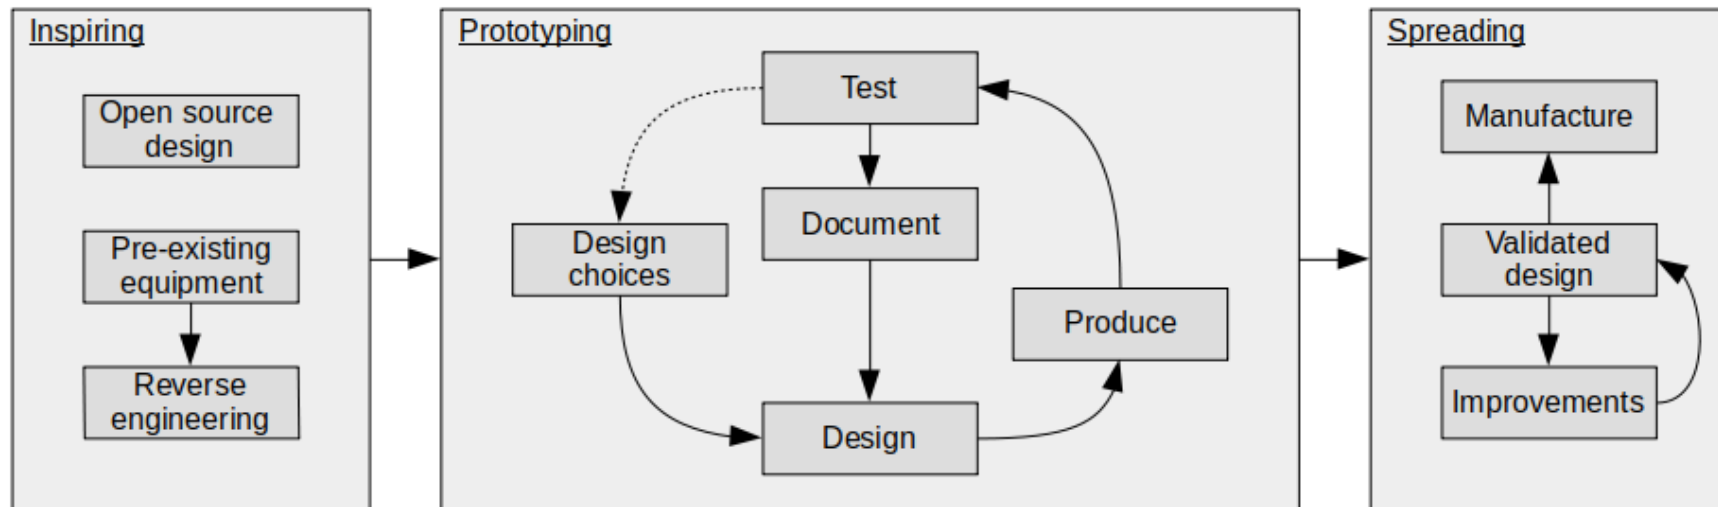 Inspiring
Open source
design
Pre-existing
equipment
Reverse
engineering
Prototyping
Test
Document
Design
choices
Produce
Design
Spreading
Manufacture
Validated
design
Improvements